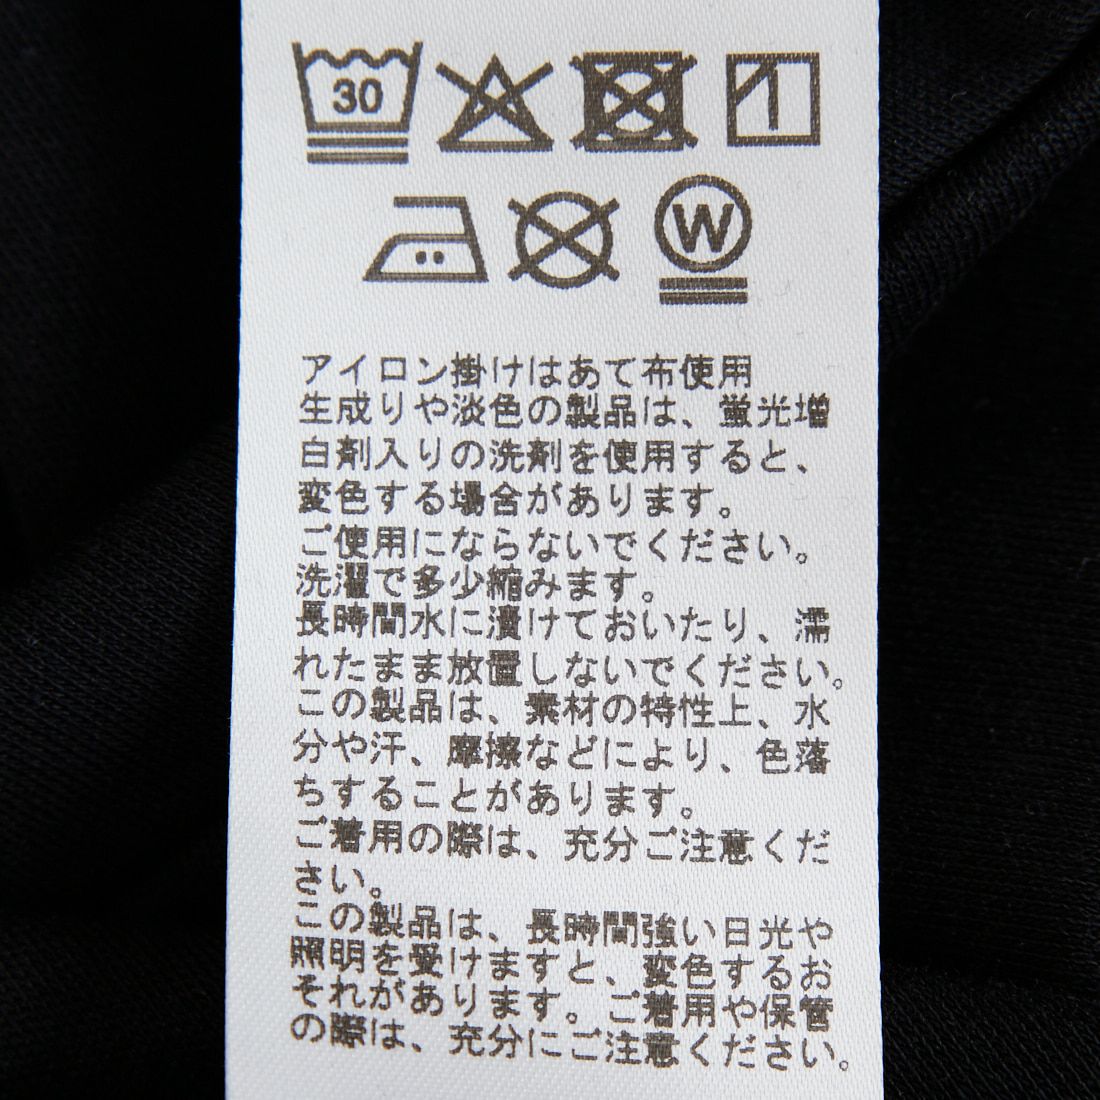 30
W
アイロン掛けはあて布使用
生成りや淡色の製品は、蛍光増
白剤入りの洗剤を使用すると、
変色する場合があります。
ご使用にならないでください。
洗濯で多少縮みます。
長時間水に漬けておいたり、濡
れたまま放置しないでください。
この製品は、素材の特性上、水
分や汗、摩擦などにより、色落
ちすることがあります。
ご着用の際は、充分ご注意くだ
さい。
この製品は、長時間強い日光や
照明を受けますと、変色するお
それがあります。ご着用や保管
の際は、充分にご注意ください。